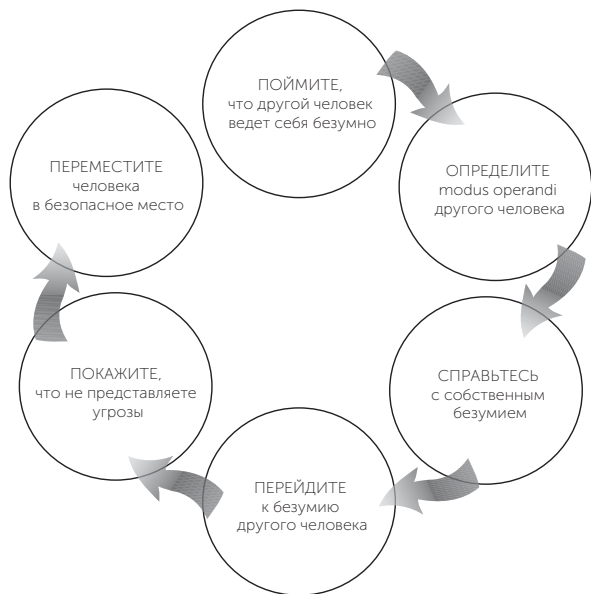 ПОЙМИТЕ,
что другой человек
ведет себя безумно
ОПРЕДЕЛИТЕ
modus operandi
другого человека
СПРАВЬТЕСЬ
с собственным
безумием
ПЕРЕЙДИТЕ
к безумию
другого человека
ПОКАЖИТЕ,
что не представляете
угрозы
ПЕРЕМЕСТИТЕ
человека
в безопасное место